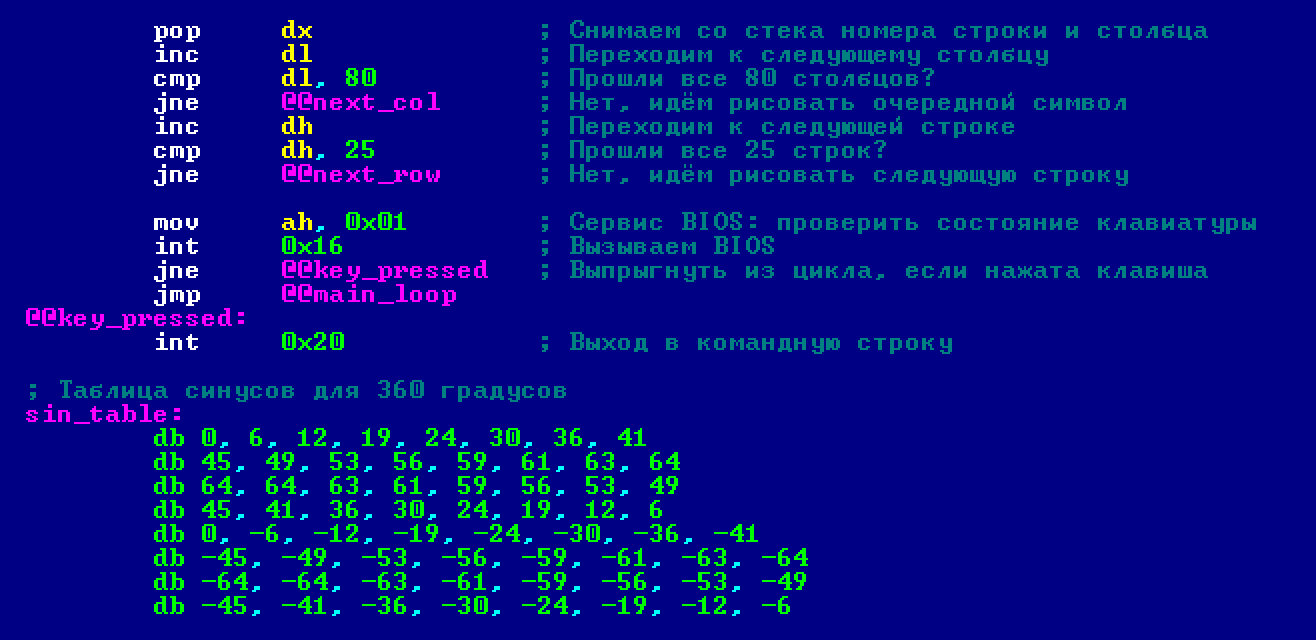 pop dx ; Снимаем со стека номера строки и столбца
inc dl ; Переходим к следующему столбцу
cmp dl, 80 ; Прошли все 80 столбцов?
jne @@next_col ; Нет, идём рисовать очередной символ
inc dh ; Переходим к следующей строке
cmp dh, 25 ; Прошли все 25 строк?
jne @@next_row ; Нет, идём рисовать следующую строку
mov ah, 0x01 ; Сервис BIOS: проверить состояние клавиатуры
int 0x16 ; Вызываем BIOS
jne @@key_pressed ; Выпрыгнуть из цикла, если нажата клавиша
jmp @@main_loop
@@key_pressed:
int 0x20 ; Выход в командную строку
; Таблица синусов для 360 градусов
sin_table:
db 0, 6, 12, 19, 24, 30, 36, 41
db 45, 49, 53, 56, 59, 61, 63, 64
db 64, 64, 63, 61, 59, 56, 53, 49
db 45, 41, 36, 30, 24, 19, 12, 6
db 0, -6, -12, -19, -24, -30, -36, -41
db -45, -49, -53, -56, -59, -61, -63, -64
db -64, -64, -63, -61, -59, -56, -53, -49
db -45, -41, -36, -30, -24, -19, -12, -6